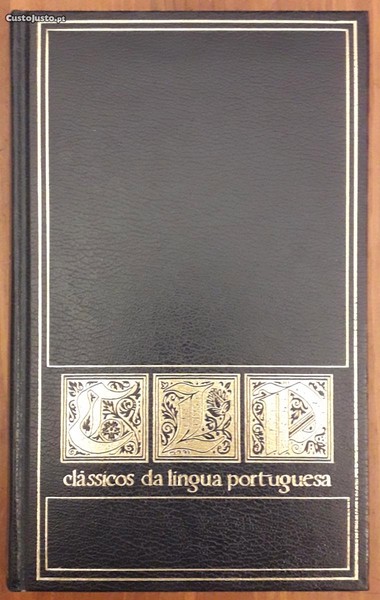 CustoJusto.pt
C L P
clássicos da língua portuguesa